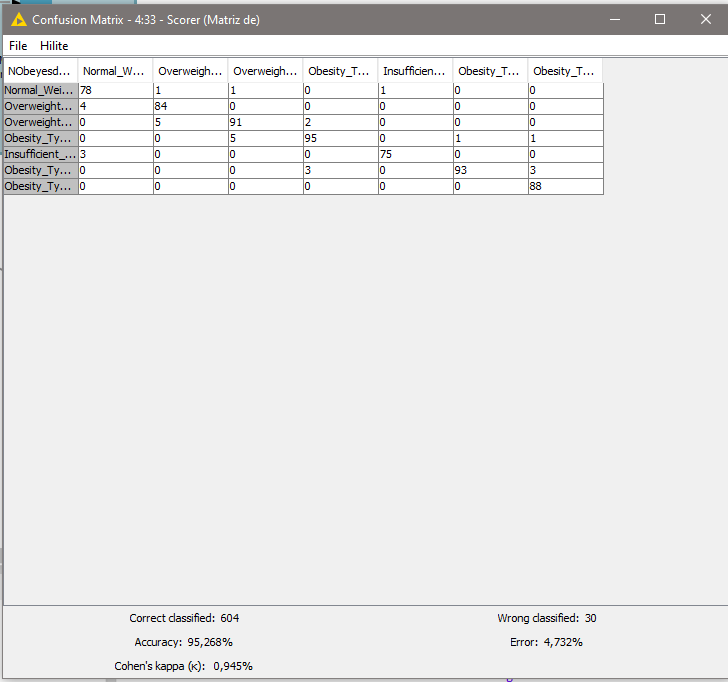 Confusion Matrix - 4:33 - Scorer (Matriz de)
File Hilite
NObeyesd... Normal_We... Overweigh... Overweigh... Obesity_T... Insufficien... Obesity_T... Obesity_T...
Normal_Wei... 78 1 1 0 1 0 0
Overweight... 4 84 0 0 0 0 0
Overweight... 0 5 91 2 0 0 0
Obesity_Ty... 0 0 5 95 0 1 1
Insufficient_... 3 0 0 0 75 0 0
Obesity_Ty... 0 0 0 3 0 93 3
Obesity_Ty... 0 0 0 0 0 0 88
Correct classified: 604 Wrong classified: 30
Accuracy: 95,268% Error: 4,732%
Cohen's kappa (κ): 0,945%